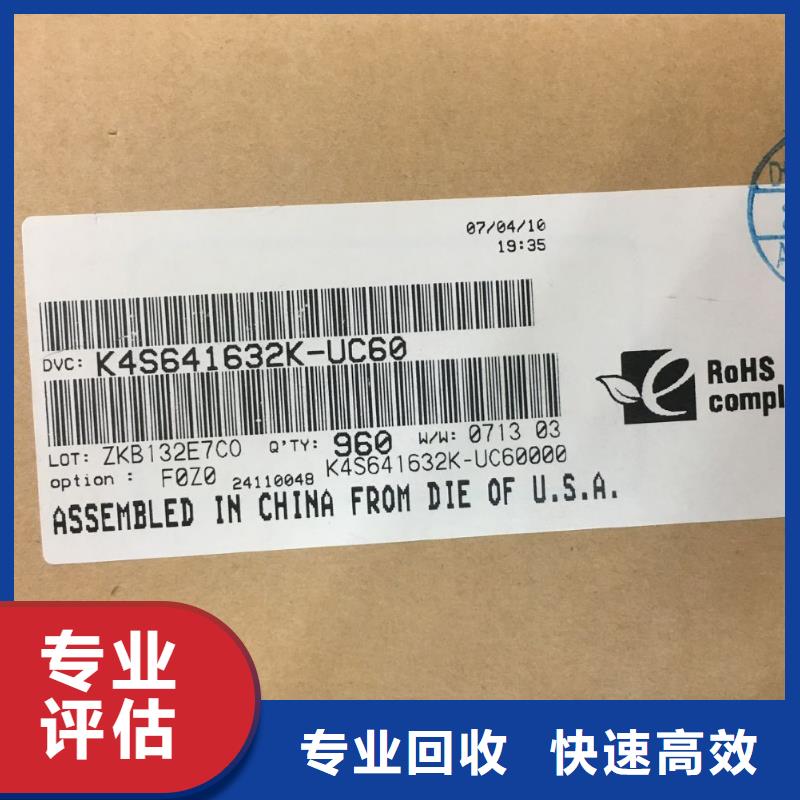 07/04/10
19:35
DVC: K4S641632K-UC60
RoHS
compl
LOT: ZKB132E7C0 Q'TY: 960 W/W: 0713 03
option : F0Z0 24110048 K4S641632K-UC60000
ASSEMBLED IN CHINA FROM DIE OF U.S.A.
专业
评估
专业回收 快速高效